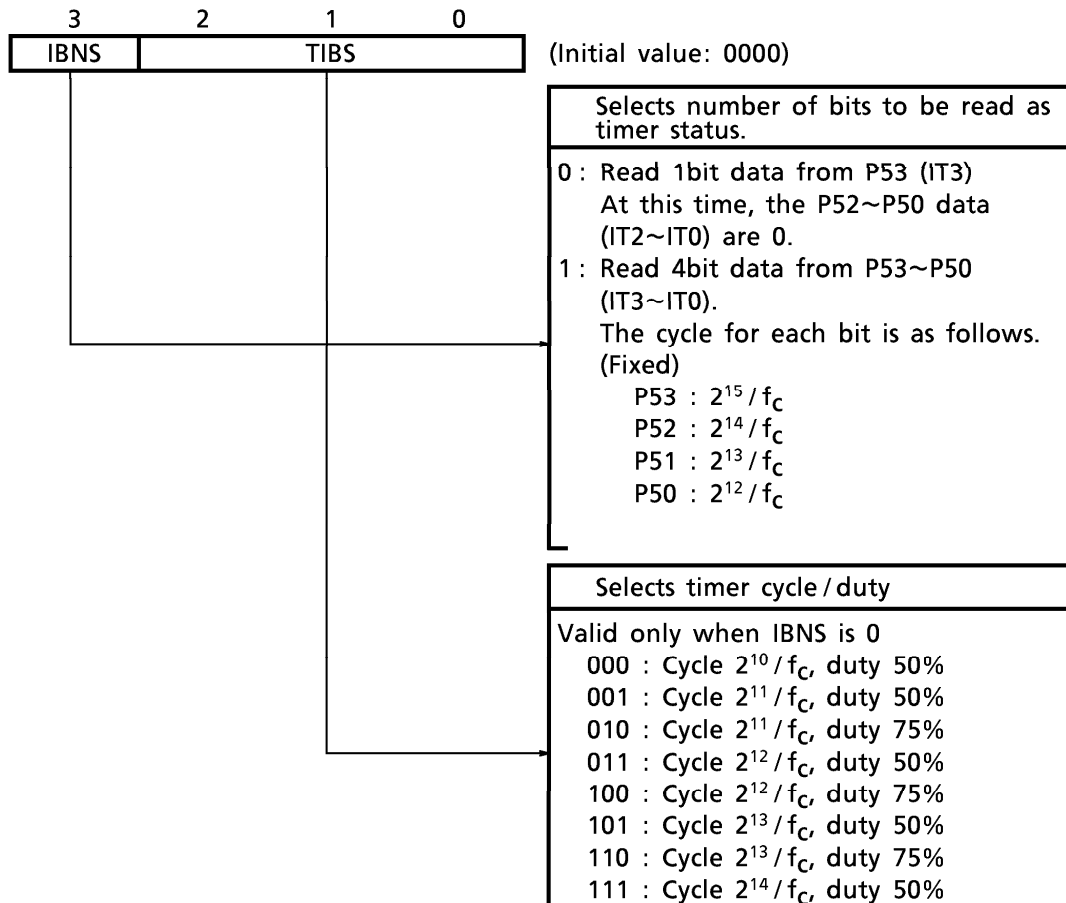 3 2 1 0
IBNS TIBS (Initial value: 0000)
Selects number of bits to be read as
timer status.
0 : Read 1bit data from P53 (IT3)
At this time, the P52~P50 data
(IT2~IT0) are 0.
1 : Read 4bit data from P53~P50
(IT3~IT0).
The cycle for each bit is as follows.
(Fixed)
P53 : 2¹⁵/fc
P52 : 2¹⁴/fc
P51 : 2¹³/fc
P50 : 2¹²/fc
Selects timer cycle/duty
Valid only when IBNS is 0
000 : Cycle 2¹⁰/fc, duty 50%
001 : Cycle 2¹¹/fc, duty 50%
010 : Cycle 2¹¹/fc, duty 75%
011 : Cycle 2¹²/fc, duty 50%
100 : Cycle 2¹²/fc, duty 75%
101 : Cycle 2¹³/fc, duty 50%
110 : Cycle 2¹³/fc, duty 75%
111 : Cycle 2¹⁴/fc, duty 50%